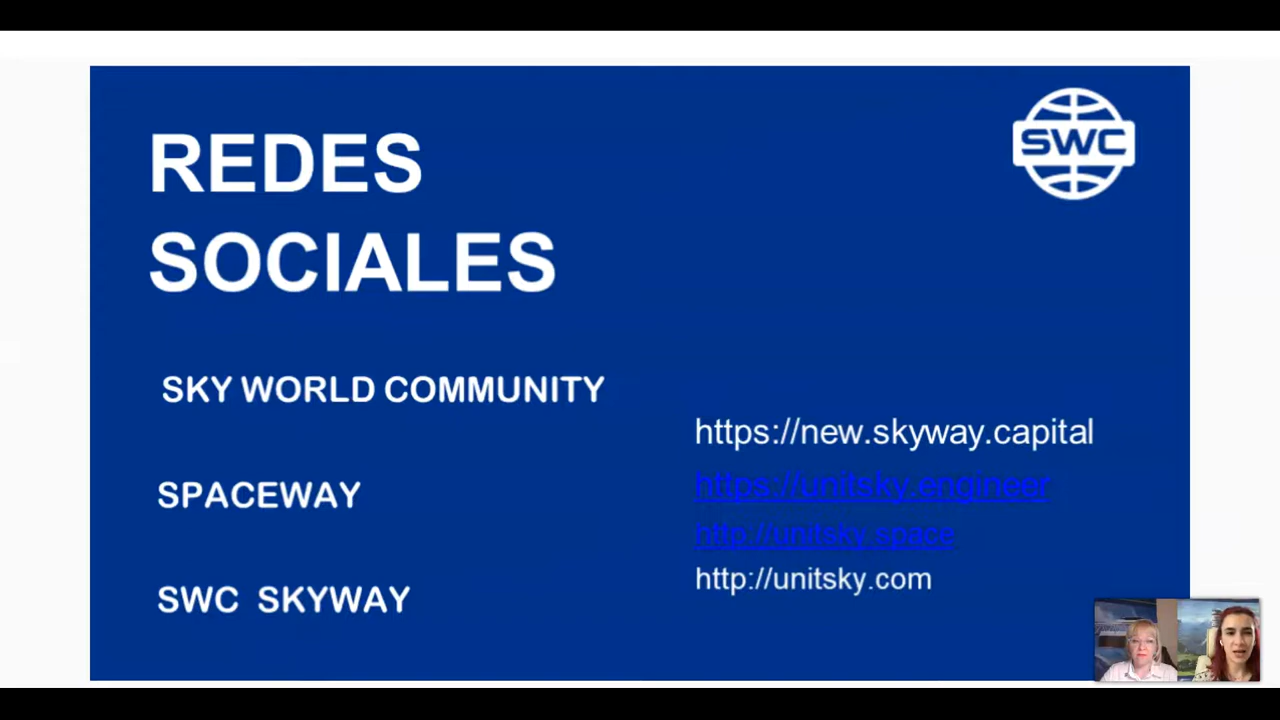 REDES
SOCIALES
SWC
SKY WORLD COMMUNITY
SPACEWAY
SWC SKYWAY
https://new.skyway.capital
https://unitsky.engineer
http://unitsky.space
http://unitsky.com